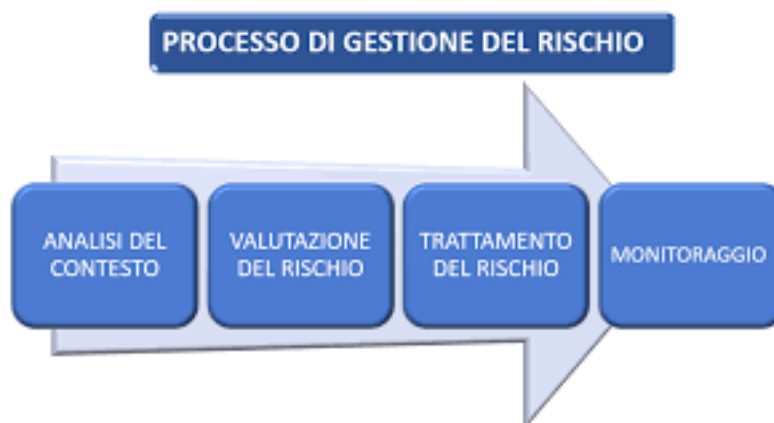 PROCESSO DI GESTIONE DEL RISCHIO
ANALISI DEL
CONTESTO
VALUTAZIONE
DEL RISCHIO
TRATTAMENTO
DEL RISCHIO
MONITORAGGIO